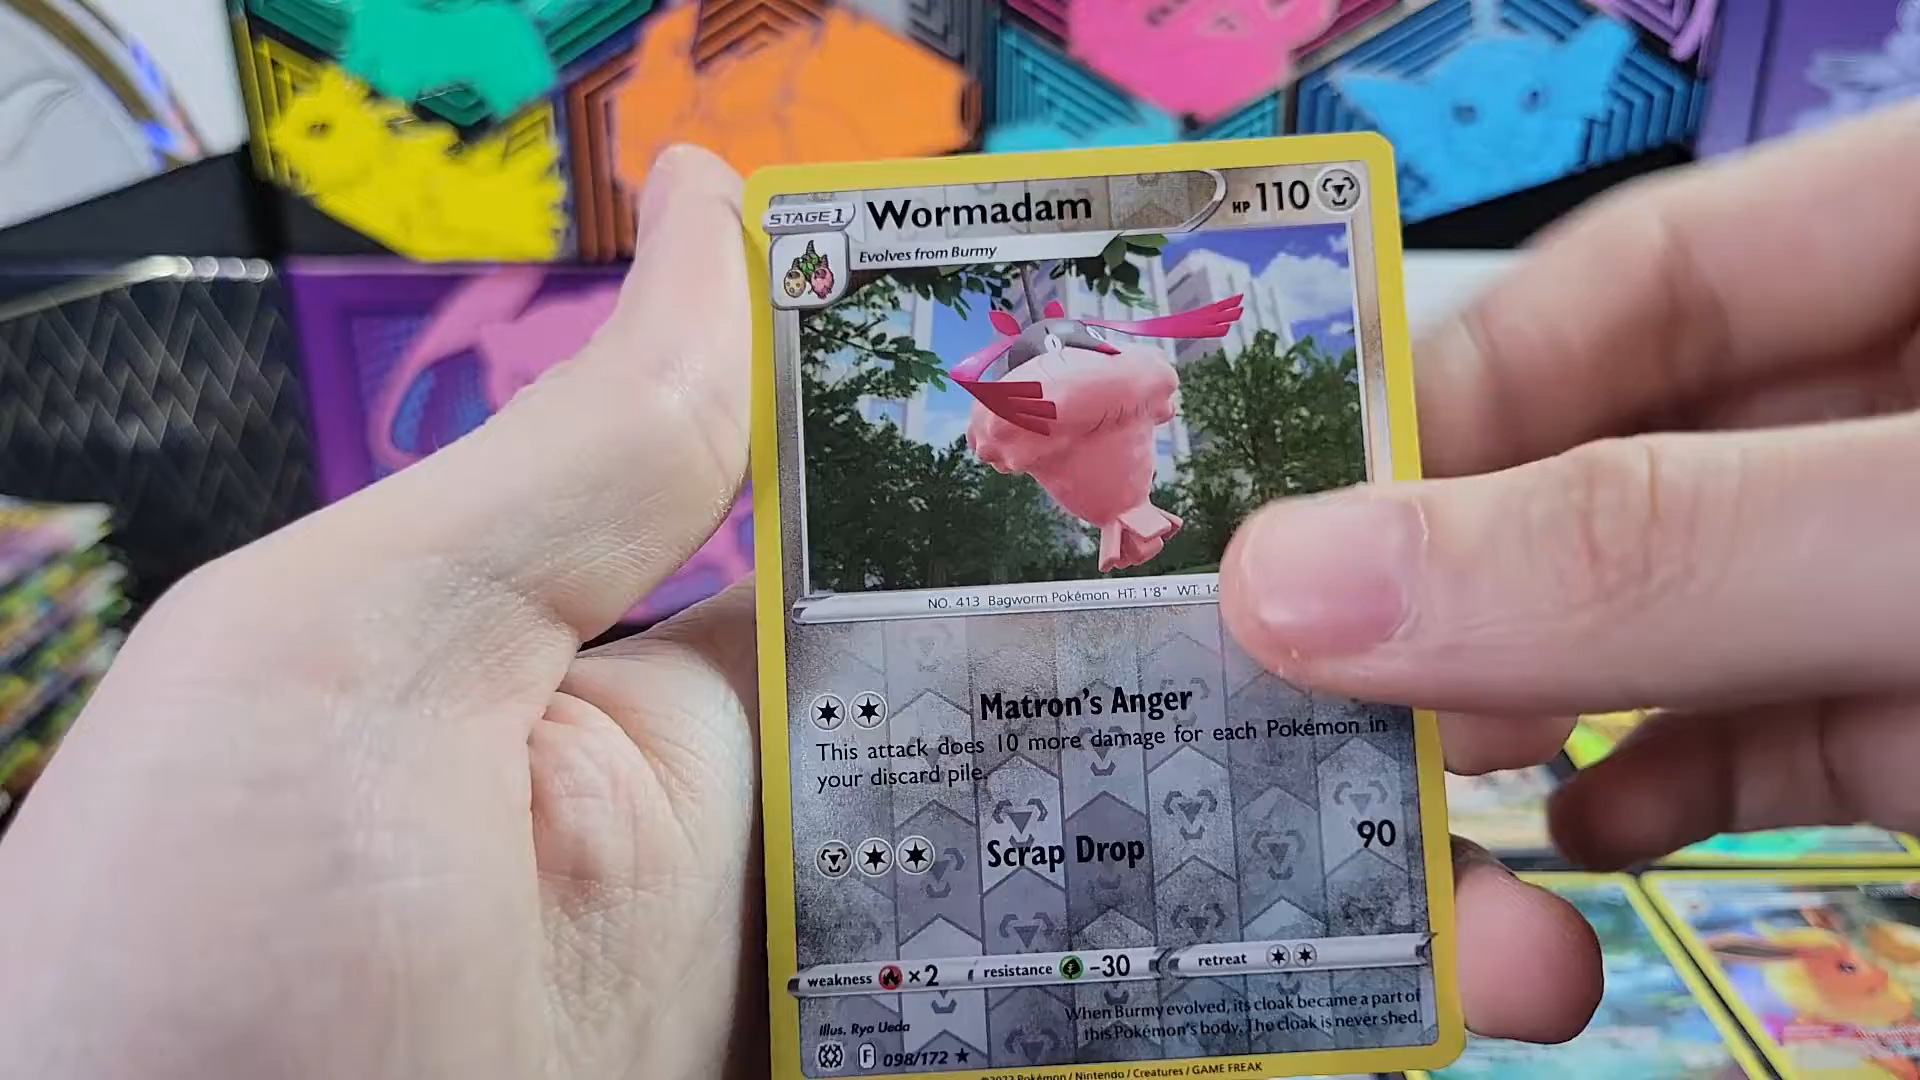 STAGE1 Wormadam HP 110
Evolves from Burmy
NO. 413 Bagworm Pokémon HT: 1'8" WT: 14
Matron's Anger
This attack does 10 more damage for each Pokémon in
your discard pile.
Scrap Drop 90
weakness ×2 resistance -30 retreat
When Burmy evolved, its cloak became a part of
this Pokémon's body. The cloak is never shed.
Illus. Ryo Ueda
F 098/172 ★
©2022 Pokémon / Nintendo / Creatures / GAME FREAK